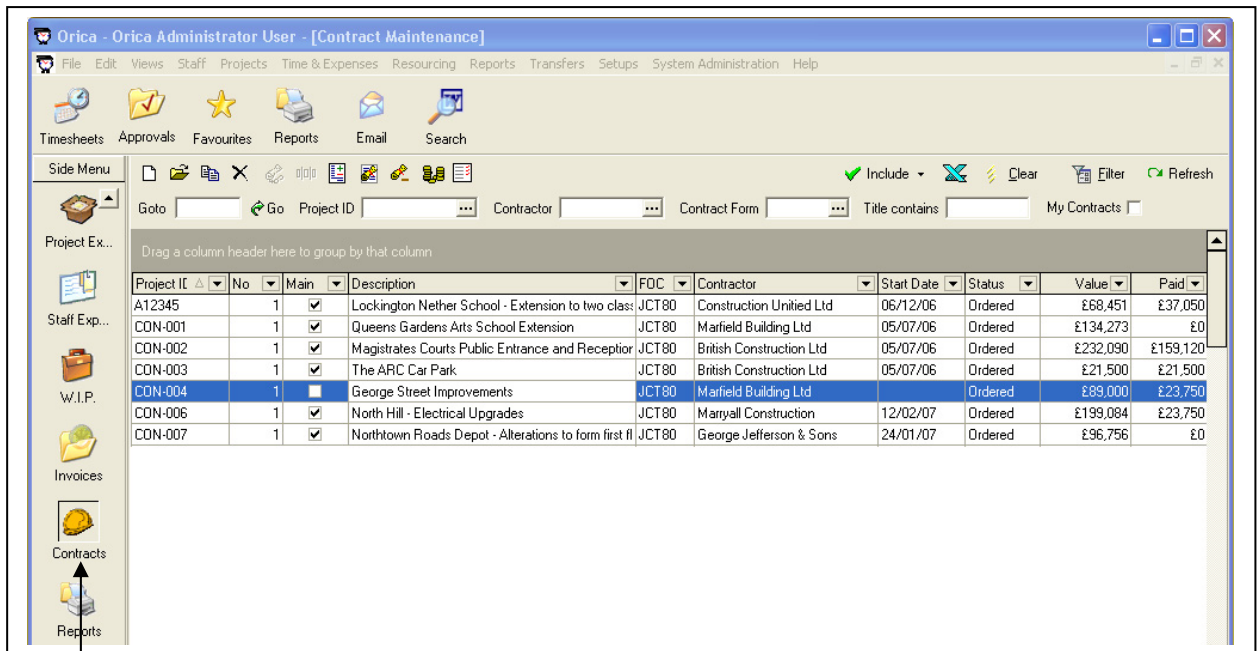 Orica - Orica Administrator User - [Contract Maintenance]
File Edit Views Staff Projects Time & Expenses Resourcing Reports Transfers Setups System Administration Help
Timesheets Approvals Favourites Reports Email Search
Side Menu Include Clear Filter Refresh
Goto Go Project ID ... Contractor ... Contract Form ... Title contains My Contracts
Project Ex...
Drag a column header here to group by that column
Project ID No Main Description FOC Contractor Start Date Status Value Paid
A12345 1 Lockington Nether School - Extension to two class JCT80 Construction Unitied Ltd 06/12/06 Ordered £68,451 £37,050
Staff Exp...
CON-001 1 Queens Gardens Arts School Extension JCT80 Marfield Building Ltd 05/07/06 Ordered £134,273 £0
CON-002 1 Magistrates Courts Public Entrance and Reception JCT80 British Construction Ltd 05/07/06 Ordered £232,090 £159,120
CON-003 1 The ARC Car Park JCT80 British Construction Ltd 05/07/06 Ordered £21,500 £21,500
CON-004 1 George Street Improvements JCT80 Marfield Building Ltd Ordered £89,000 £23,750
W.I.P.
CON-006 1 North Hill - Electrical Upgrades JCT80 Marryall Construction 12/02/07 Ordered £199,084 £23,750
CON-007 1 Northtown Roads Depot - Alterations to form first fl JCT80 George Jefferson & Sons 24/01/07 Ordered £96,756 £0
Invoices
Contracts
Reports